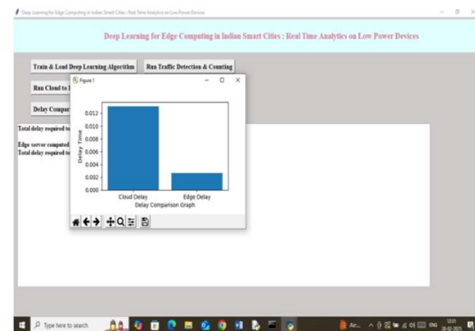 Deep Learning for Edge Computing in Indian Smart Cities : Real Time Analytics on Low Power Devices
Deep Learning for Edge Computing in Indian Smart Cities : Real Time Analytics on Low Power Devices
Train & Load Deep Learning Algorithm
Run Traffic Detection & Counting
Run Cloud to
Delay Compar
Figure 1
Total delay required to
Edge server computed
Total delay required to
0.012
0.010
0.008
0.006
0.004
0.002
0.000
Delay Time
Cloud Delay
Edge Delay
Delay Comparison Graph
Type here to search
ENG